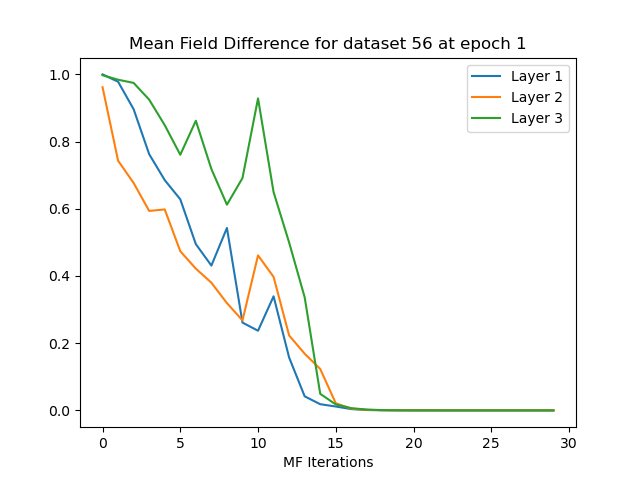 Mean Field Difference for dataset 56 at epoch 1
Layer 1
Layer 2
Layer 3
1.0
0.8
0.6
0.4
0.2
0.0
0 5 10 15 20 25 30
MF Iterations